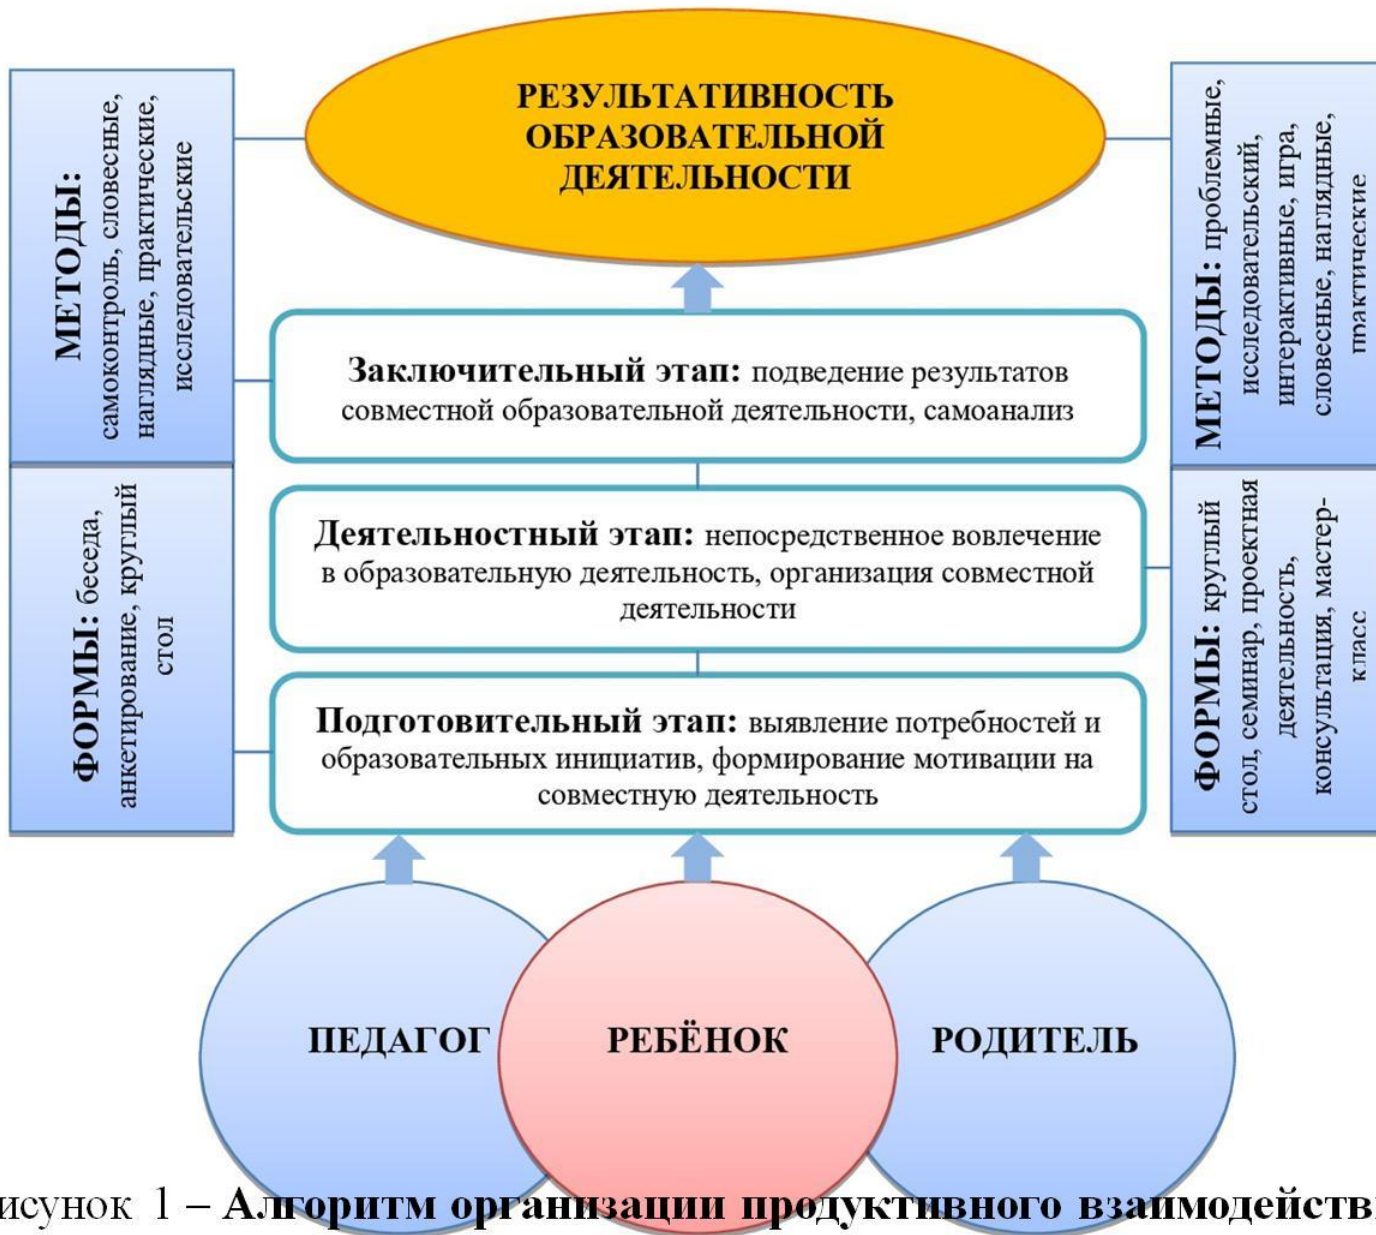 РЕЗУЛЬТАТИВНОСТЬ
ОБРАЗОВАТЕЛЬНОЙ
ДЕЯТЕЛЬНОСТИ
МЕТОДЫ:
самоконтроль, словесные,
наглядные, практические,
исследовательские
ФОРМЫ: беседа,
анкетирование, круглый
стол
Заключительный этап: подведение результатов
совместной образовательной деятельности, самоанализ
Деятельностный этап: непосредственное вовлечение
в образовательную деятельность, организация совместной
деятельности
Подготовительный этап: выявление потребностей и
образовательных инициатив, формирование мотивации на
совместную деятельность
МЕТОДЫ: проблемные,
исследовательский,
интерактивные, игра,
словесные, наглядные,
практические
ФОРМЫ: круглый
стол, семинар, проектная
деятельность,
консультация, мастер-
класс
ПЕДАГОГ
РЕБЁНОК
РОДИТЕЛЬ
исунок 1 – Алгоритм организации продуктивного взаимодейств